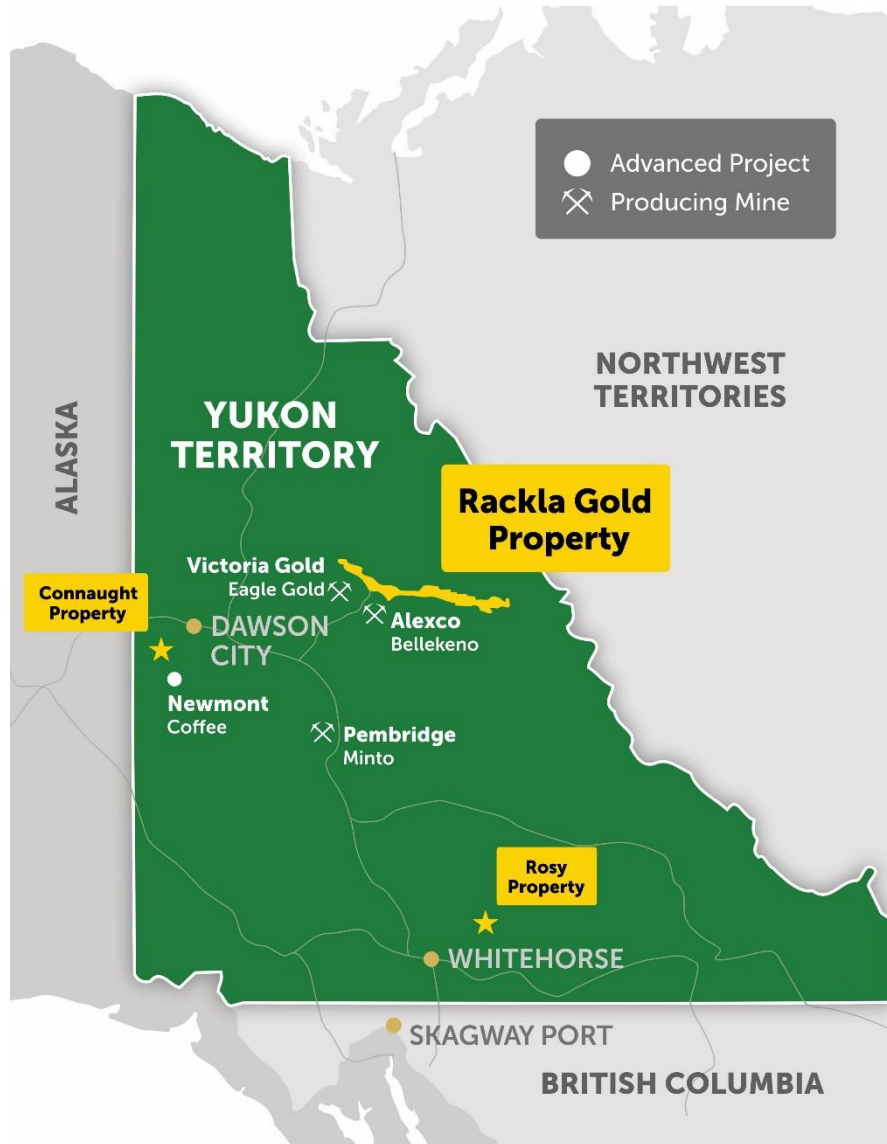 Advanced Project
Producing Mine
NORTHWEST
TERRITORIES
ALASKA
YUKON
TERRITORY
Rackla Gold
Property
Victoria Gold
Eagle Gold
Connaught
Property
Alexco
Bellekeno
DAWSON
CITY
Newmont
Coffee
Pembridge
Minto
Rosy
Property
WHITEHORSE
SKAGWAY PORT
BRITISH COLUMBIA